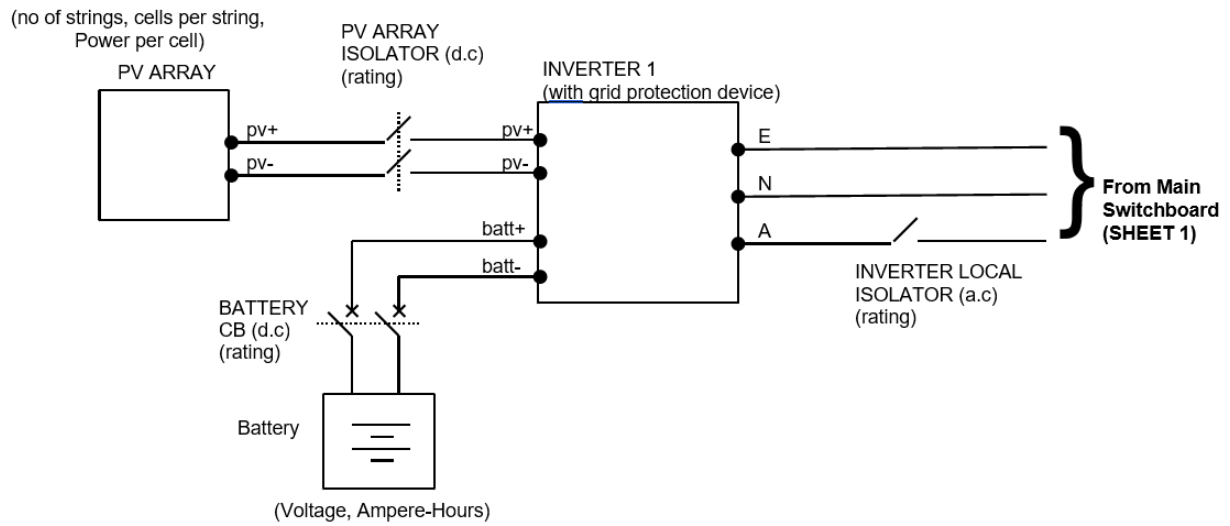 (no of strings, cells per string,
Power per cell)
PV ARRAY
PV ARRAY
ISOLATOR (d.c)
(rating)
INVERTER 1
(with grid protection device)
pv+
pv-
pv+
pv-
batt+
batt-
E
N
A
From Main
Switchboard
(SHEET 1)
INVERTER LOCAL
ISOLATOR (a.c)
(rating)
BATTERY
CB (d.c)
(rating)
Battery
(Voltage, Ampere-Hours)